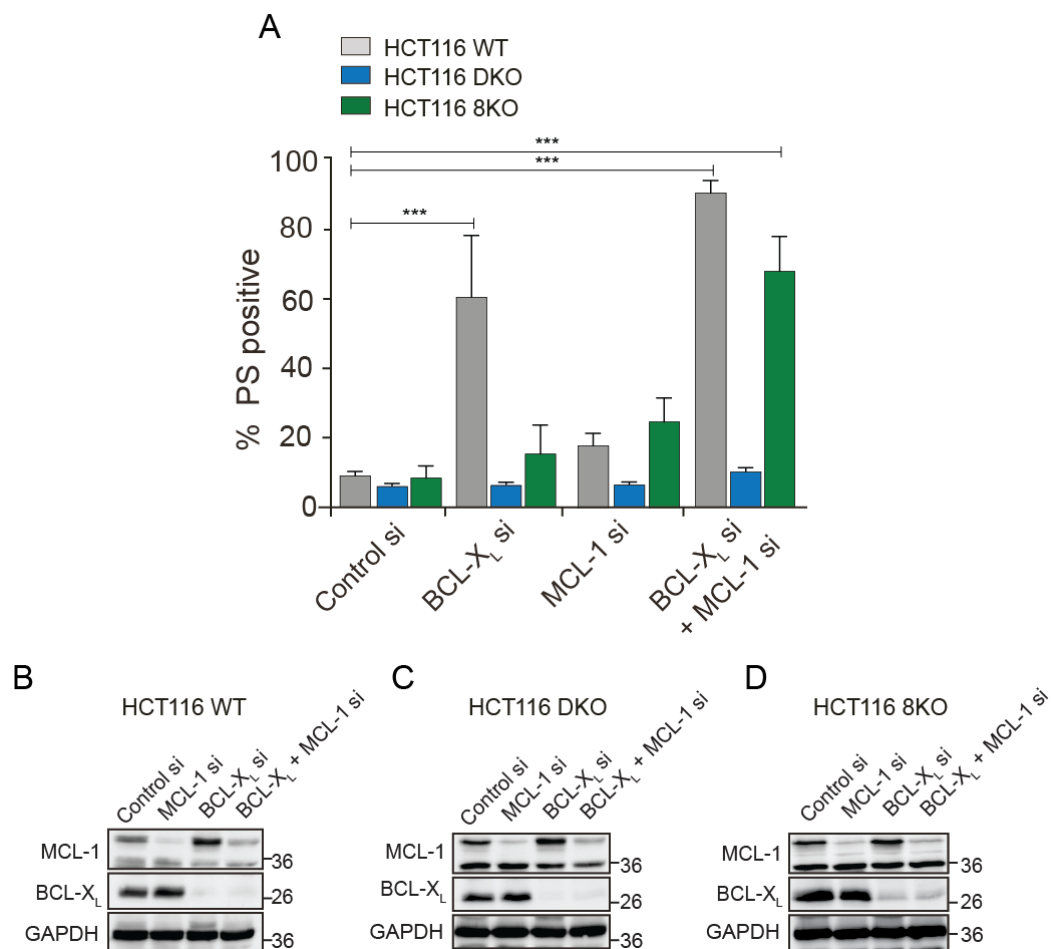 A
HCT116 WT
HCT116 DKO
HCT116 8KO
***
***
***
% PS positive
100
80
60
40
20
0
Control si
BCL-XL si
MCL-1 si
BCL-XL si
+ MCL-1 si
B
HCT116 WT
Control si
MCL-1 si
BCL-XL si
BCL-XL + MCL-1 si
MCL-1
36
BCL-XL
26
GAPDH
36
C
HCT116 DKO
Control si
MCL-1 si
BCL-XL si
BCL-XL + MCL-1 si
MCL-1
36
BCL-XL
26
GAPDH
36
D
HCT116 8KO
Control si
MCL-1 si
BCL-XL si
BCL-XL + MCL-1 si
MCL-1
36
BCL-XL
26
GAPDH
36